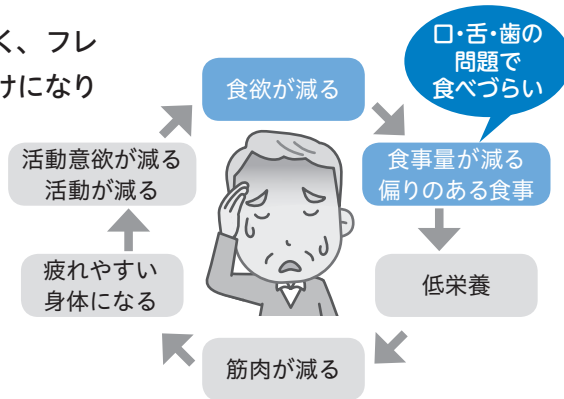 く、フレ
けになり
口・舌・歯の
問題で
食べづらい
食欲が減る
食事量が減る
偏りのある食事
低栄養
筋肉が減る
疲れやすい
身体になる
活動意欲が減る
活動が減る